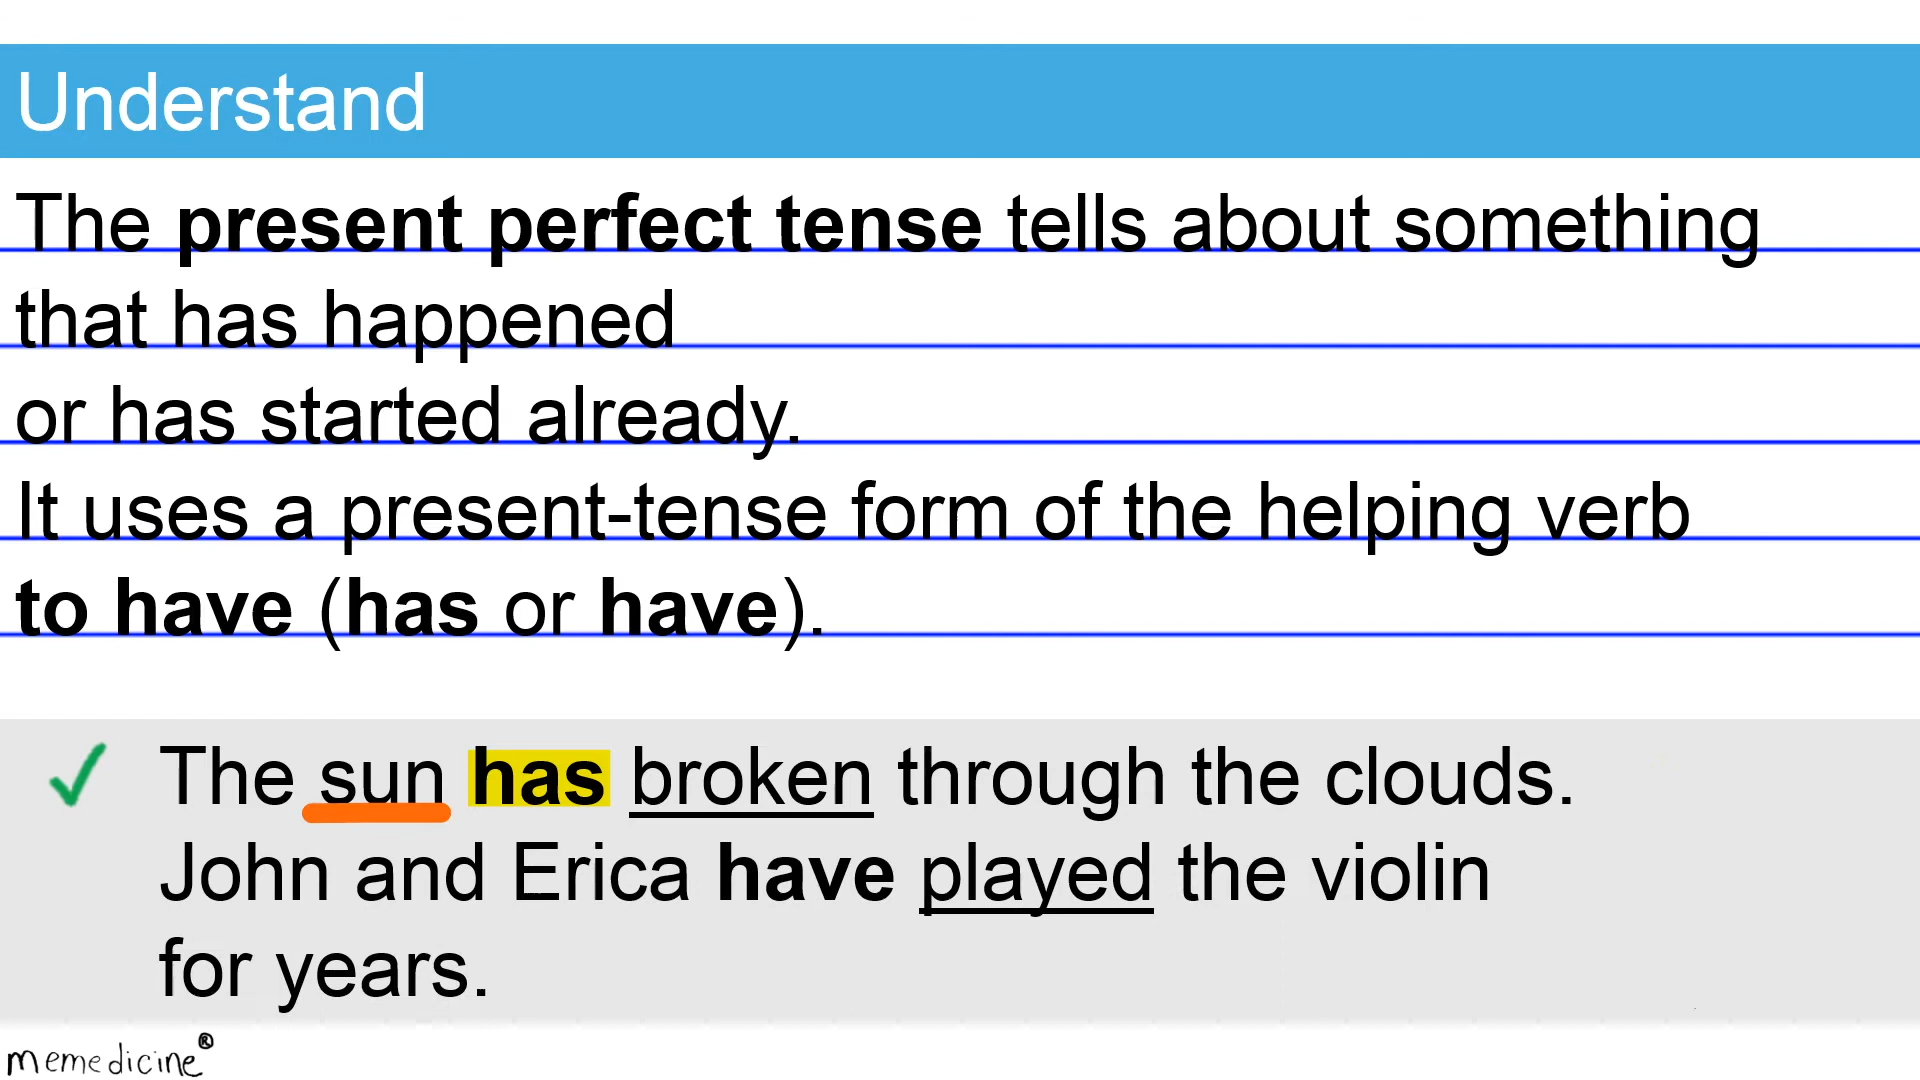 Understand
The present perfect tense tells about something
that has happened
or has started already.
It uses a present-tense form of the helping verb
to have (has or have).
The sun has broken through the clouds.
John and Erica have played the violin
for years.
memedicine®